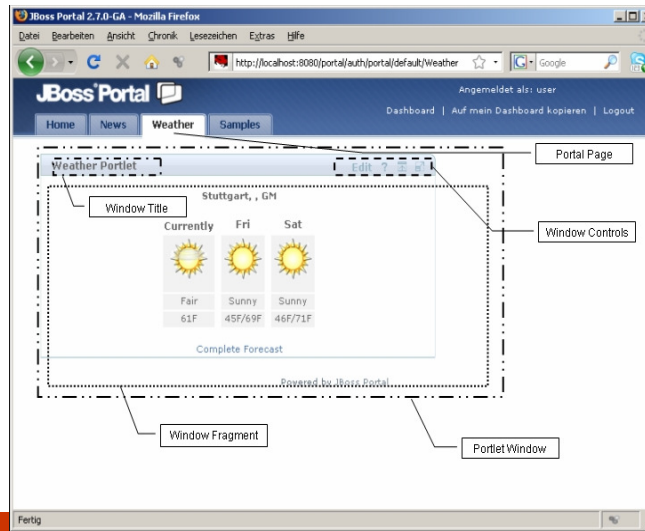 JBoss Portal 2.7.0-GA - Mozilla Firefox
Datei Bearbeiten Ansicht Chronik Lesezeichen Extras Hilfe
http://localhost:8080/portal/auth/portal/default/Weather
Google
JBoss Portal
Angemeldet als: user
Dashboard | Auf mein Dashboard kopieren | Logout
Home News Weather Samples
Portal Page
Weather Portlet
Edit ?
Window Title
Stuttgart, , GM
Window Controls
Currently Fri Sat
Fair Sunny Sunny
61F 45F/69F 46F/71F
Complete Forecast
Powered by JBoss Portal
Window Fragment
Portlet Window
Fertig